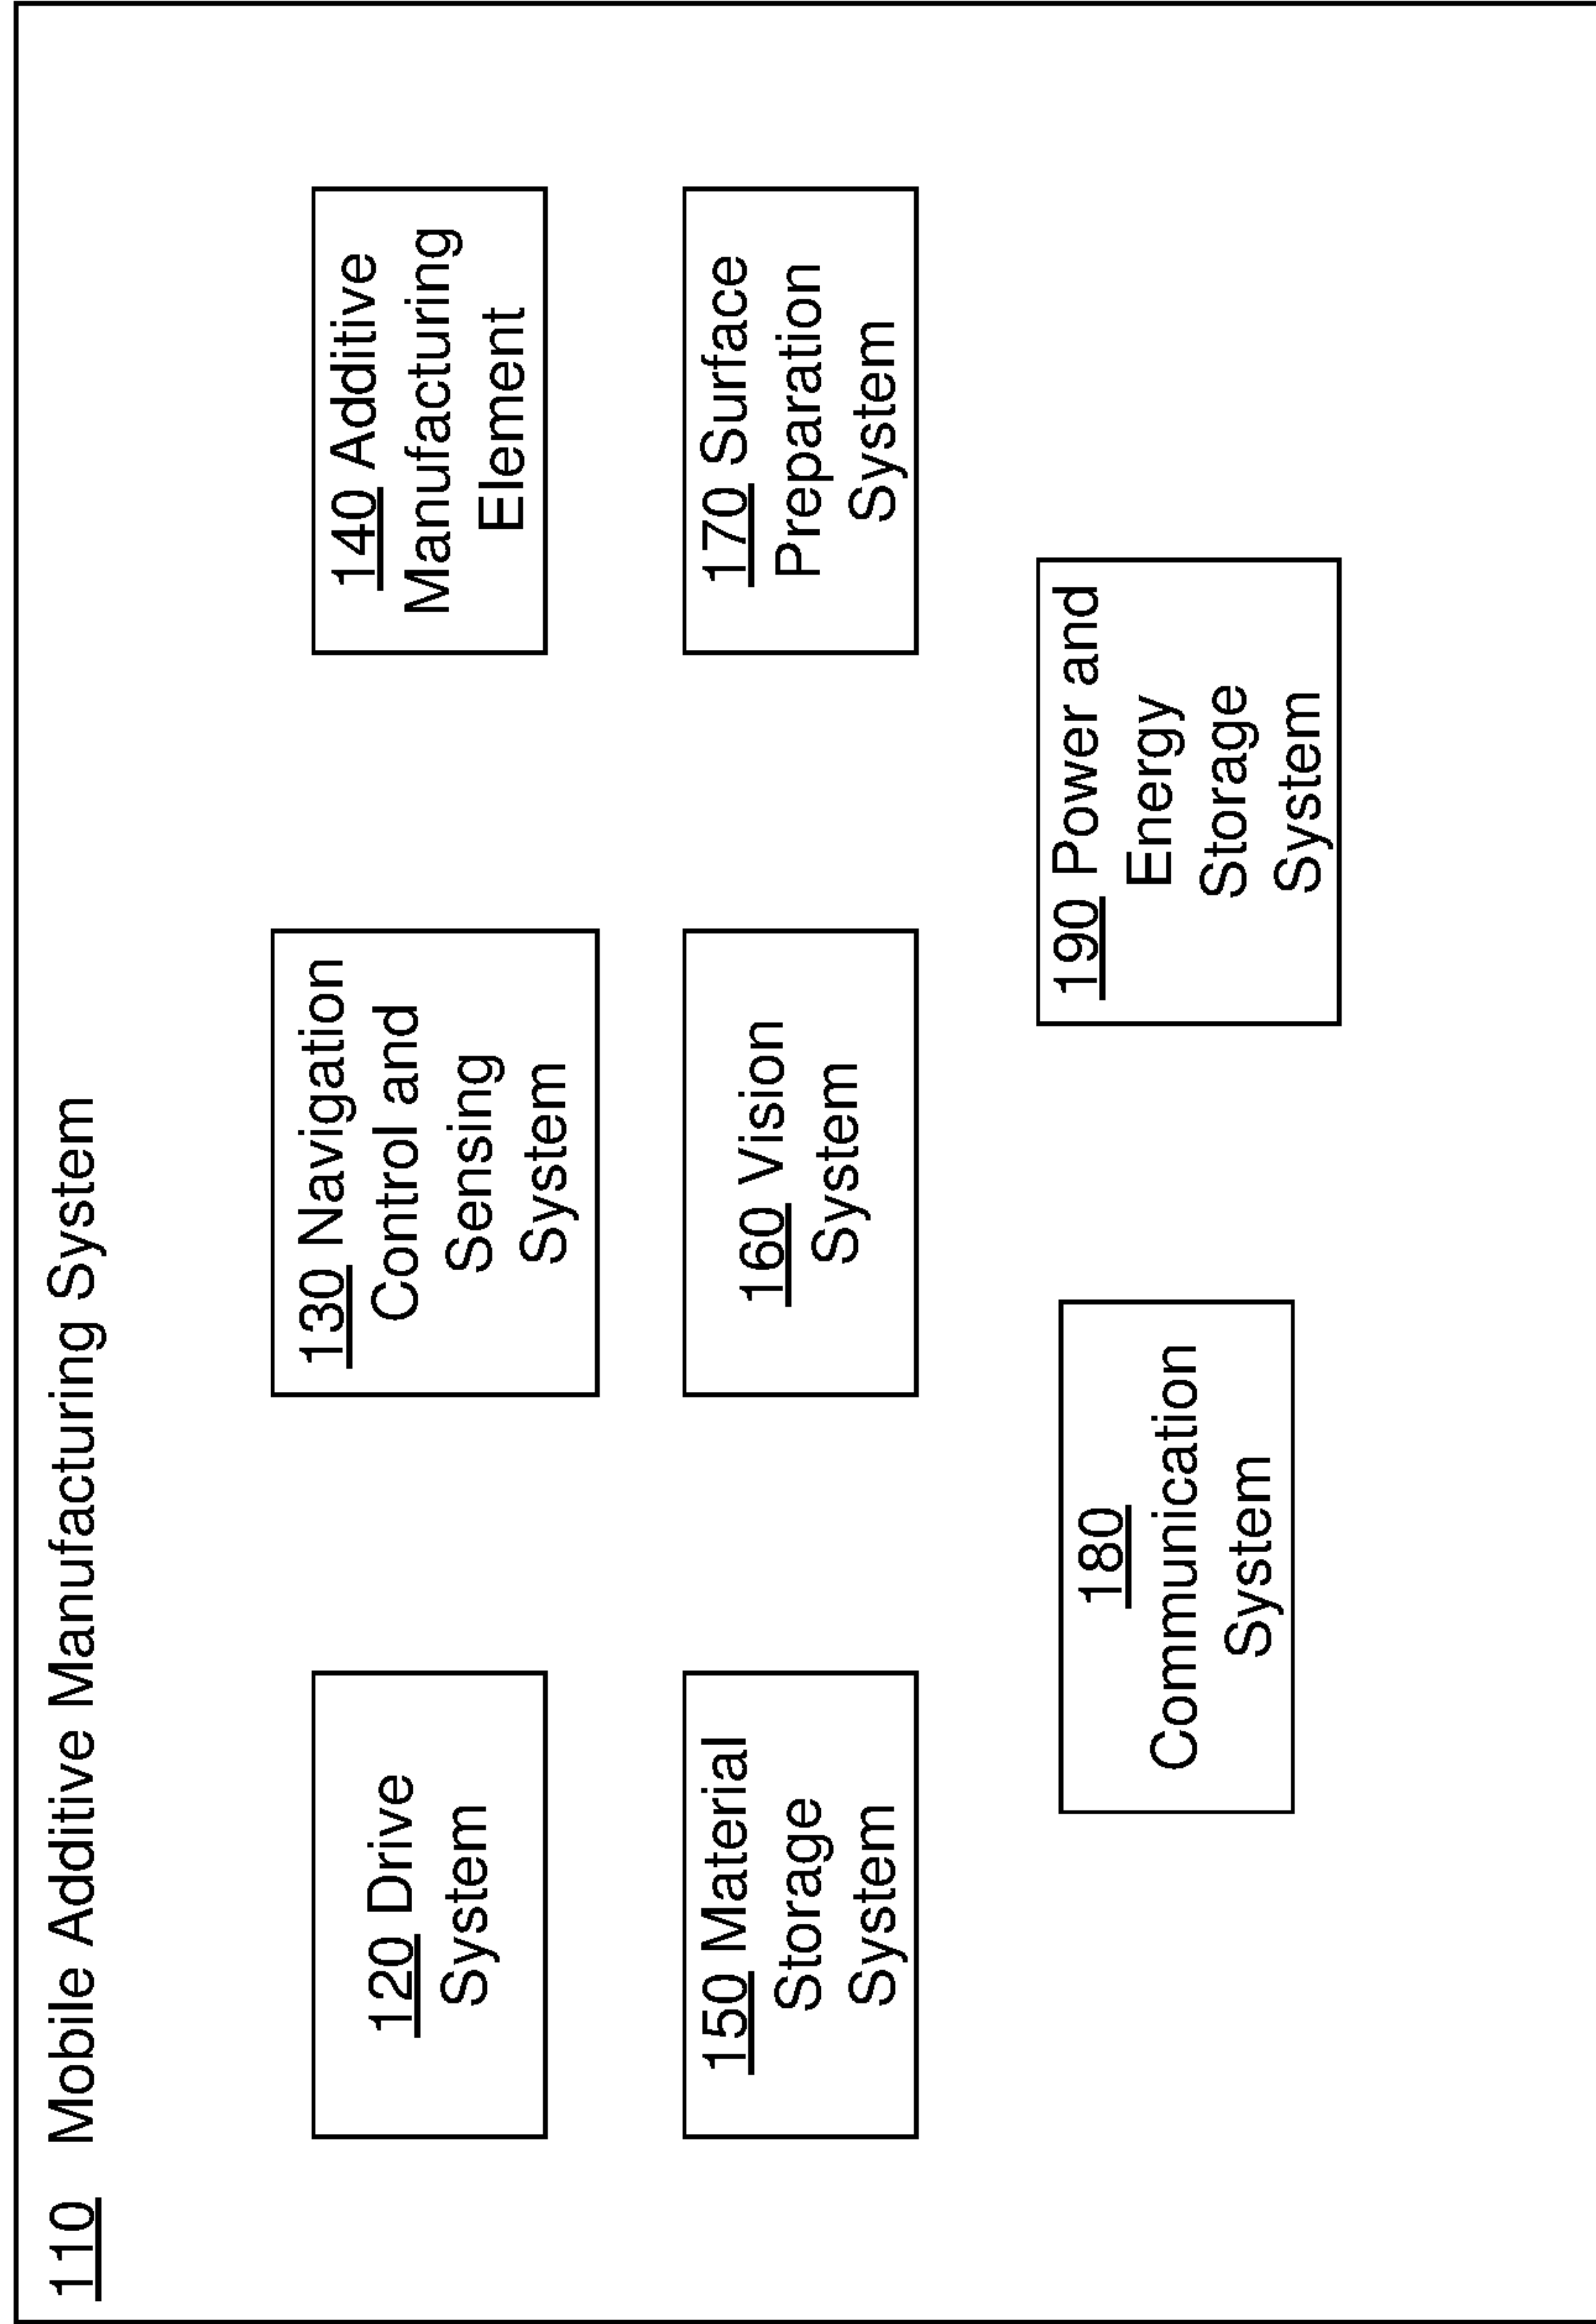 110 Mobile Additive Manufacturing System
120 Drive
System
130 Navigation
Control and
Sensing
System
140 Additive
Manufacturing
Element
150 Material
Storage
System
160 Vision
System
170 Surface
Preparation
System
180
Communication
System
190 Power and
Energy
Storage
System